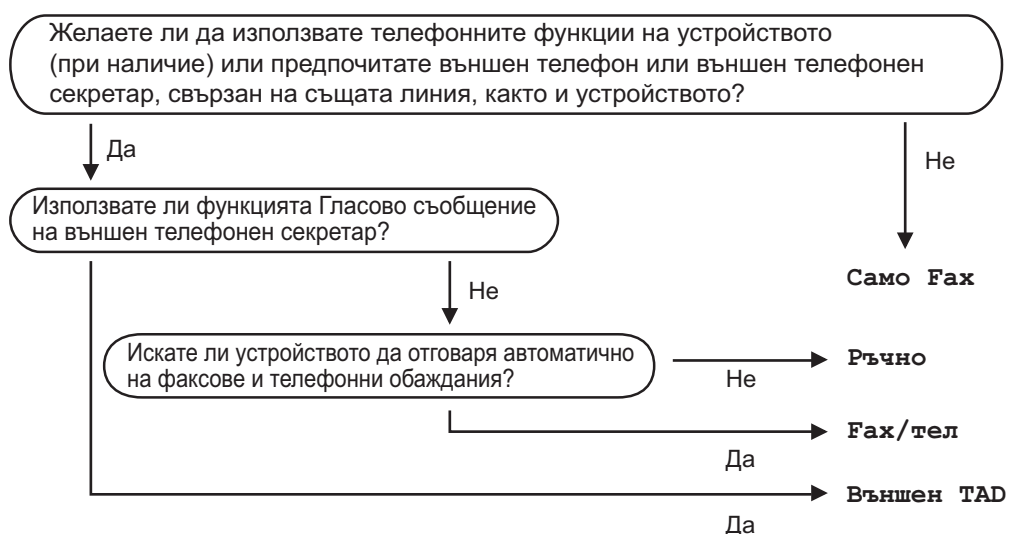 Желаете ли да използвате телефонните функции на устройството
(при наличие) или предпочитате външен телефон или външен телефонен
секретар, свързан на същата линия, както и устройството?
Да
Не
Използвате ли функцията Гласово съобщение
на външен телефонен секретар?
Само Fax
Не
Искате ли устройството да отговаря автоматично
на факсове и телефонни обаждания?
Не
Ръчно
Fax/тел
Да
Външен TAD
Да